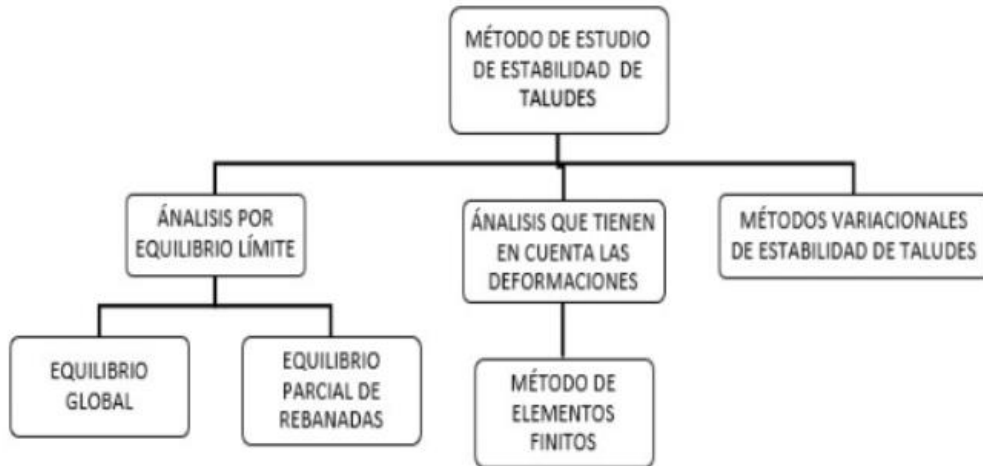 MÉTODO DE ESTUDIO
DE ESTABILIDAD DE
TALUDES
ÁNALISIS POR
EQUILIBRIO LÍMITE
ÁNALISIS QUE TIENEN
EN CUENTA LAS
DEFORMACIONES
MÉTODOS VARIACIONALES
DE ESTABILIDAD DE TALUDES
EQUILIBRIO
GLOBAL
EQUILIBRIO
PARCIAL DE
REBANADAS
MÉTODO DE
ELEMENTOS
FINITOS